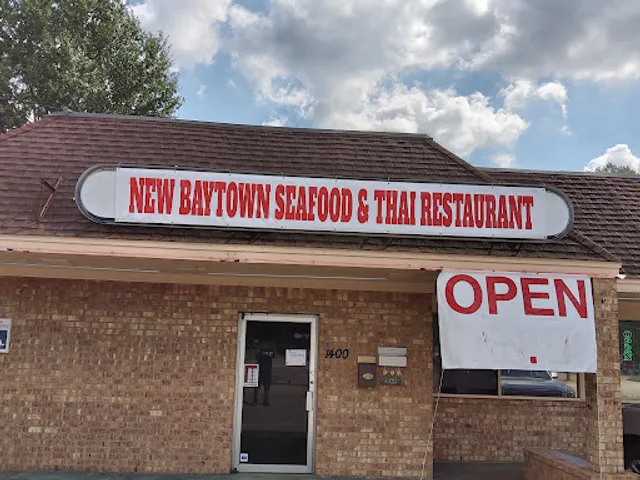 NEW BAYTOWN SEAFOOD & THAI RESTAURANT
OPEN
1400